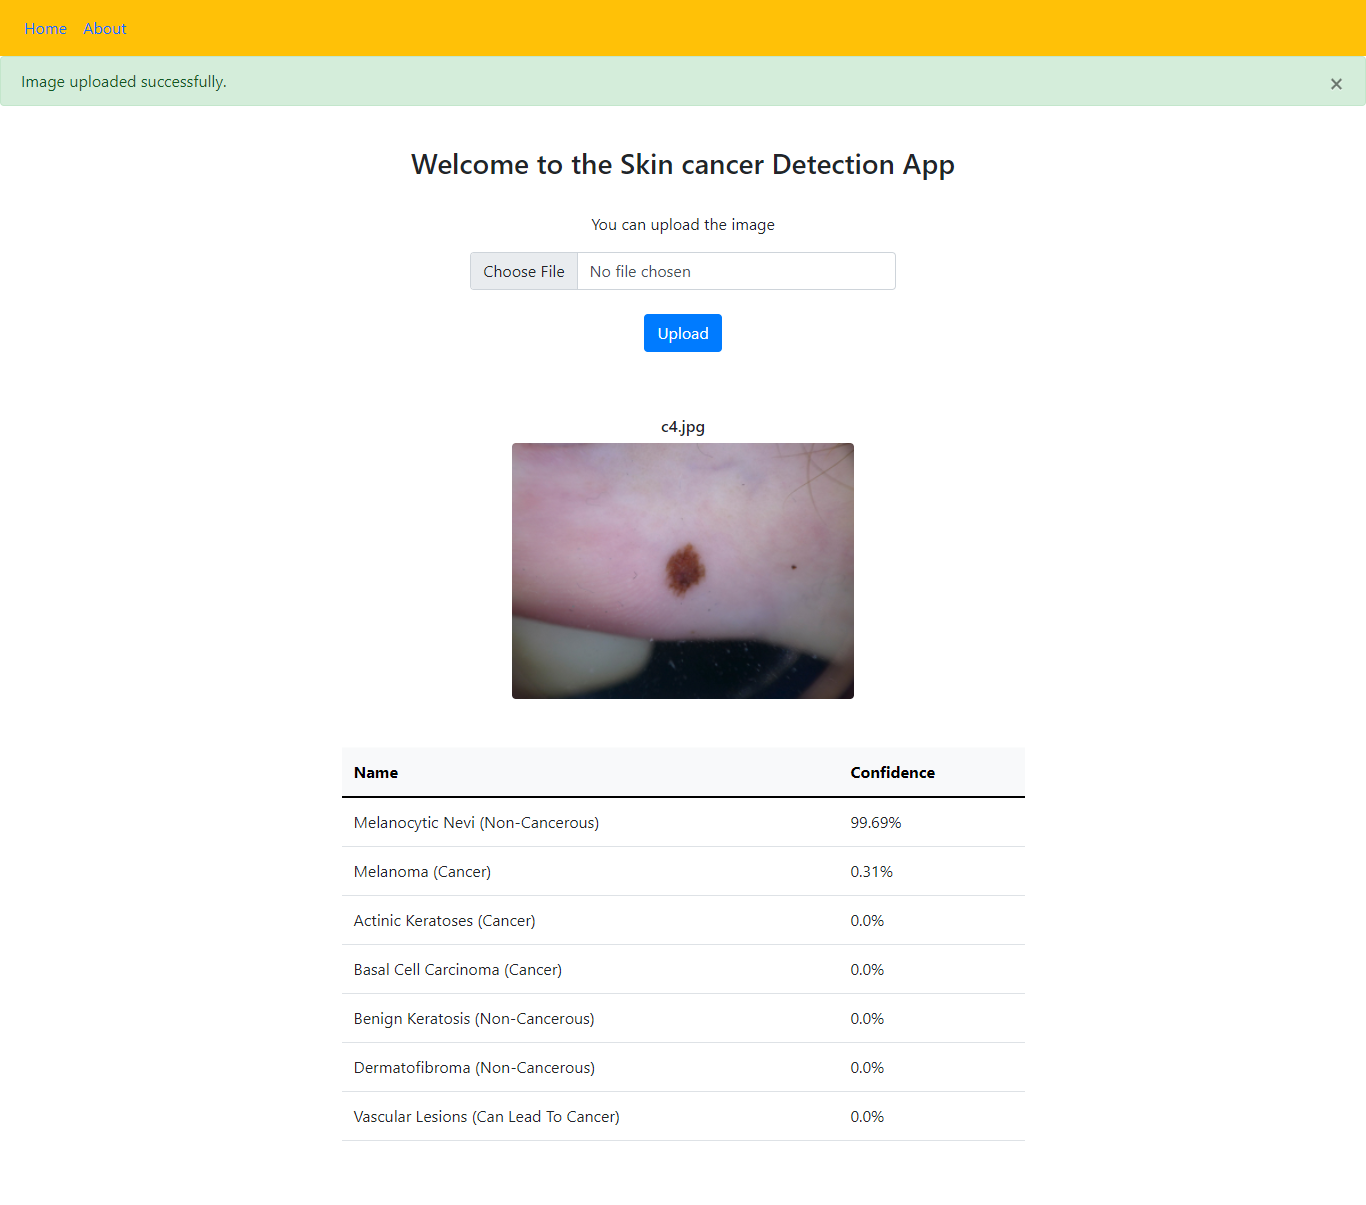 Home About
Image uploaded successfully. ×
Welcome to the Skin cancer Detection App
You can upload the image
Choose File No file chosen
Upload
c4.jpg
Name Confidence
Melanocytic Nevi (Non-Cancerous) 99.69%
Melanoma (Cancer) 0.31%
Actinic Keratoses (Cancer) 0.0%
Basal Cell Carcinoma (Cancer) 0.0%
Benign Keratosis (Non-Cancerous) 0.0%
Dermatofibroma (Non-Cancerous) 0.0%
Vascular Lesions (Can Lead To Cancer) 0.0%